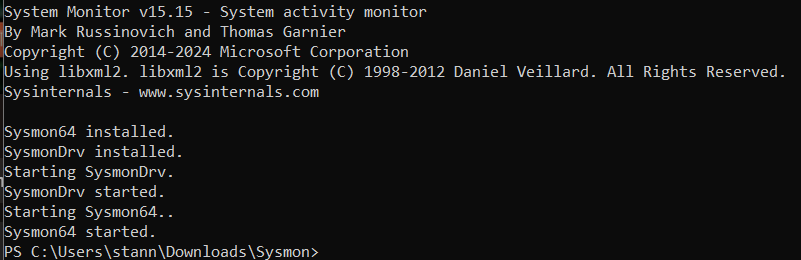 System Monitor v15.15 - System activity monitor
By Mark Russinovich and Thomas Garnier
Copyright (C) 2014-2024 Microsoft Corporation
Using libxml2. libxml2 is Copyright (C) 1998-2012 Daniel Veillard. All Rights Reserved.
Sysinternals - www.sysinternals.com
Sysmon64 installed.
SysmonDrv installed.
Starting SysmonDrv.
SysmonDrv started.
Starting Sysmon64..
Sysmon64 started.
PS C:\Users\stann\Downloads\Sysmon>